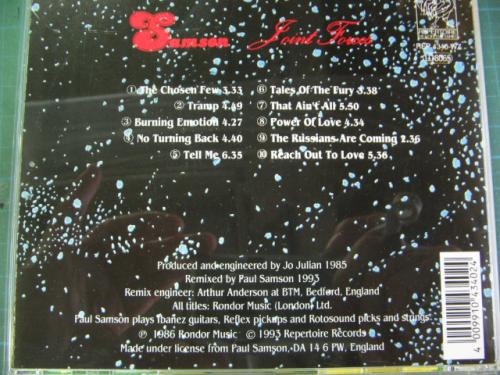 Samson
Joint Forces
REPERTOIRE
① The Chosen Few 3.33
② Tramp 4.49
③ Burning Emotion 4.27
④ No Turning Back 4.40
⑤ Tell Me 6.35
⑥ Tales Of The Fury 3.38
⑦ That Ain't All 5.50
⑧ Power Of Love 4.34
⑨ The Russians Are Coming 2.36
⑩ Reach Out To Love 5.36
Produced and engineered by Jo Julian 1985
Remixed by Paul Samson 1993
Remix engineer: Arthur Anderson at BTM, Bedford, England
All titles: Rondor Music (London) Ltd.
Paul Samson plays Ibanez guitars, Reflex pickups and Rotosound picks and strings
℗ 1986 Rondor Music © 1993 Repertoire Records
Made under license from Paul Samson, DA 14 6 PW, England
4 009910 434024